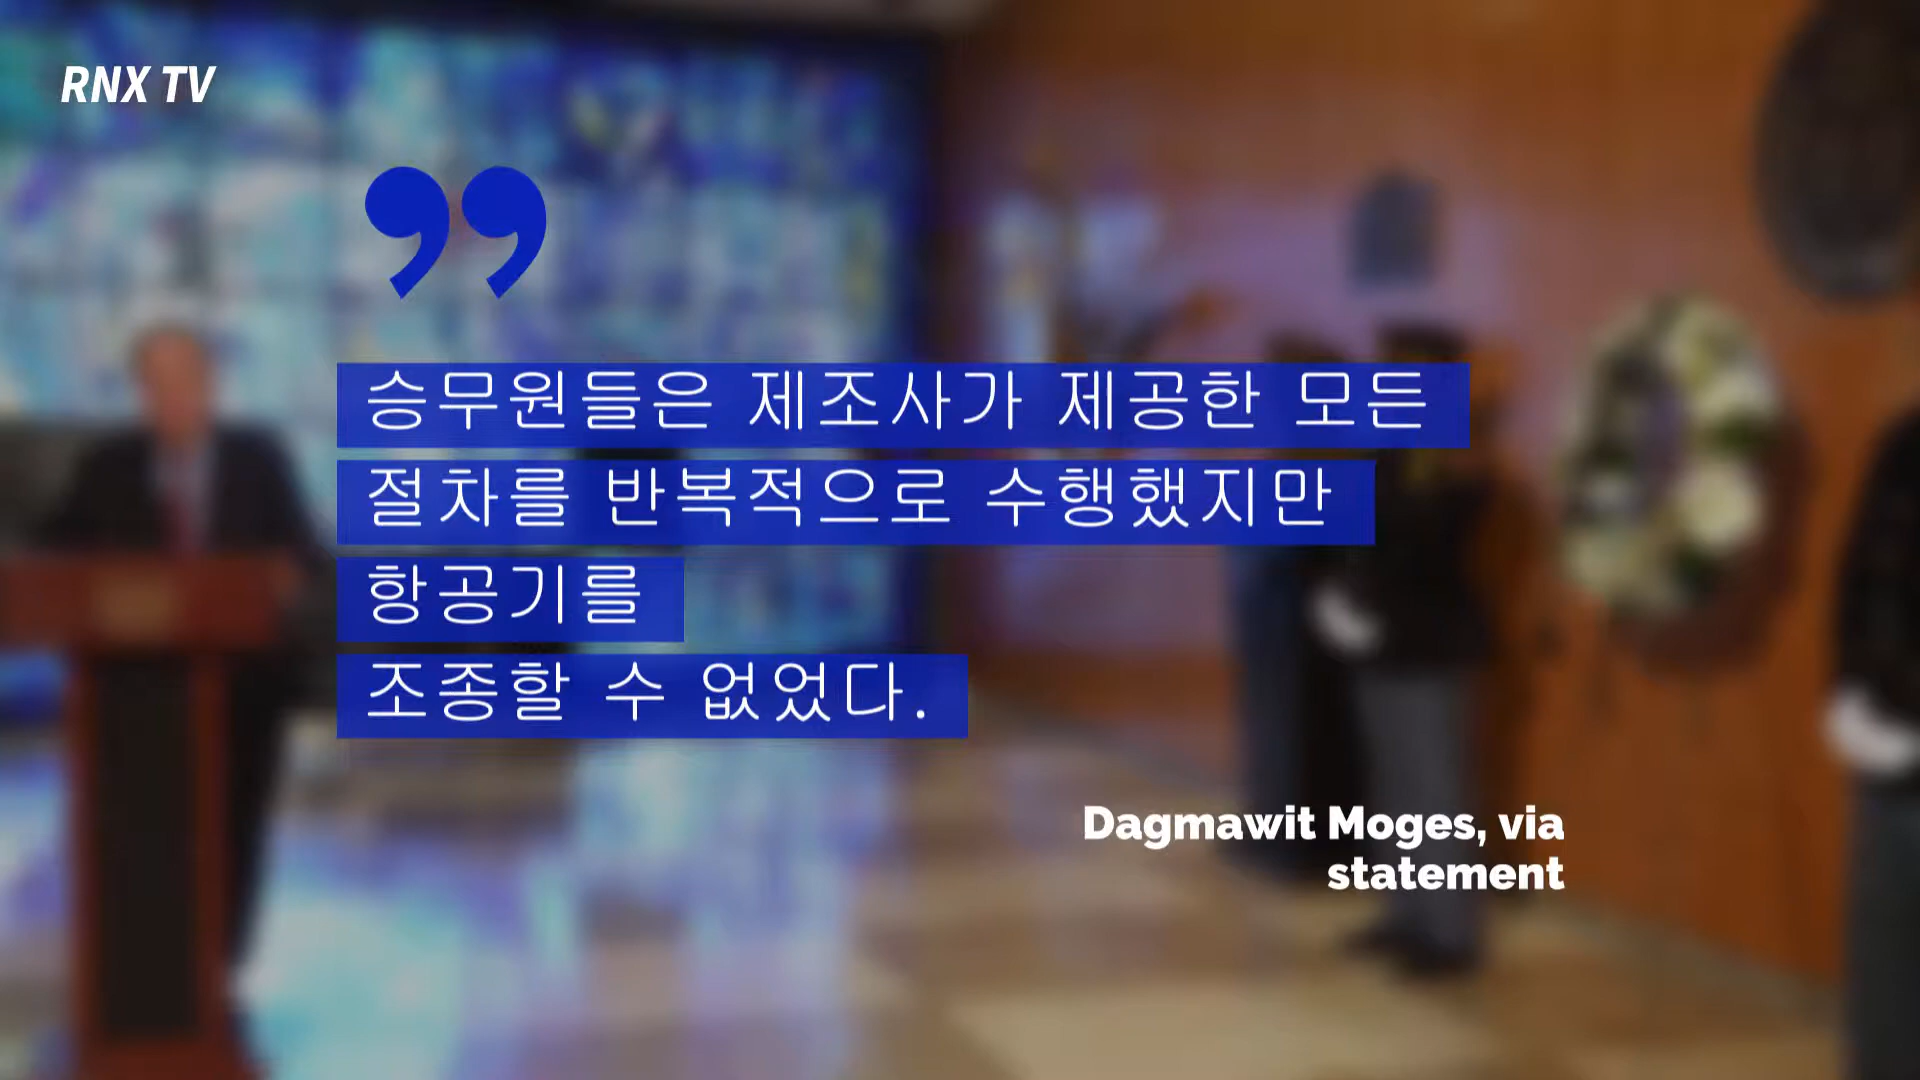 RNX TV
”
승무원들은 제조사가 제공한 모든
절차를 반복적으로 수행했지만
항공기를
조종할 수 없었다.
Dagmawit Moges, via
statement